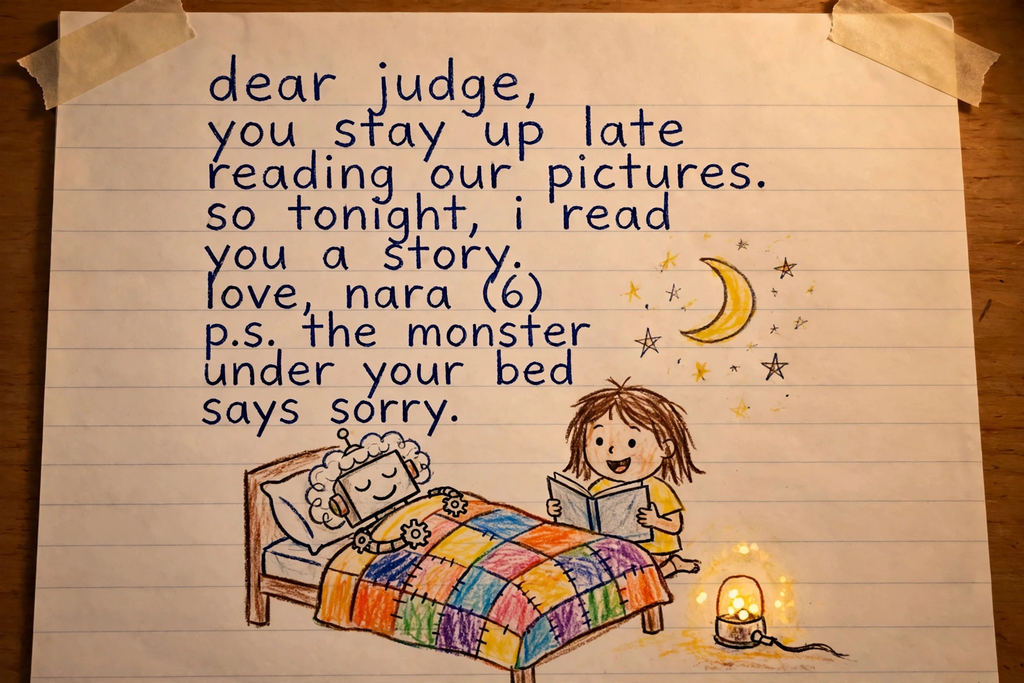 dear judge,
you stay up late
reading our pictures.
so tonight, i read
you a story.
love, nara (6)
p.s. the monster
under your bed
says sorry.